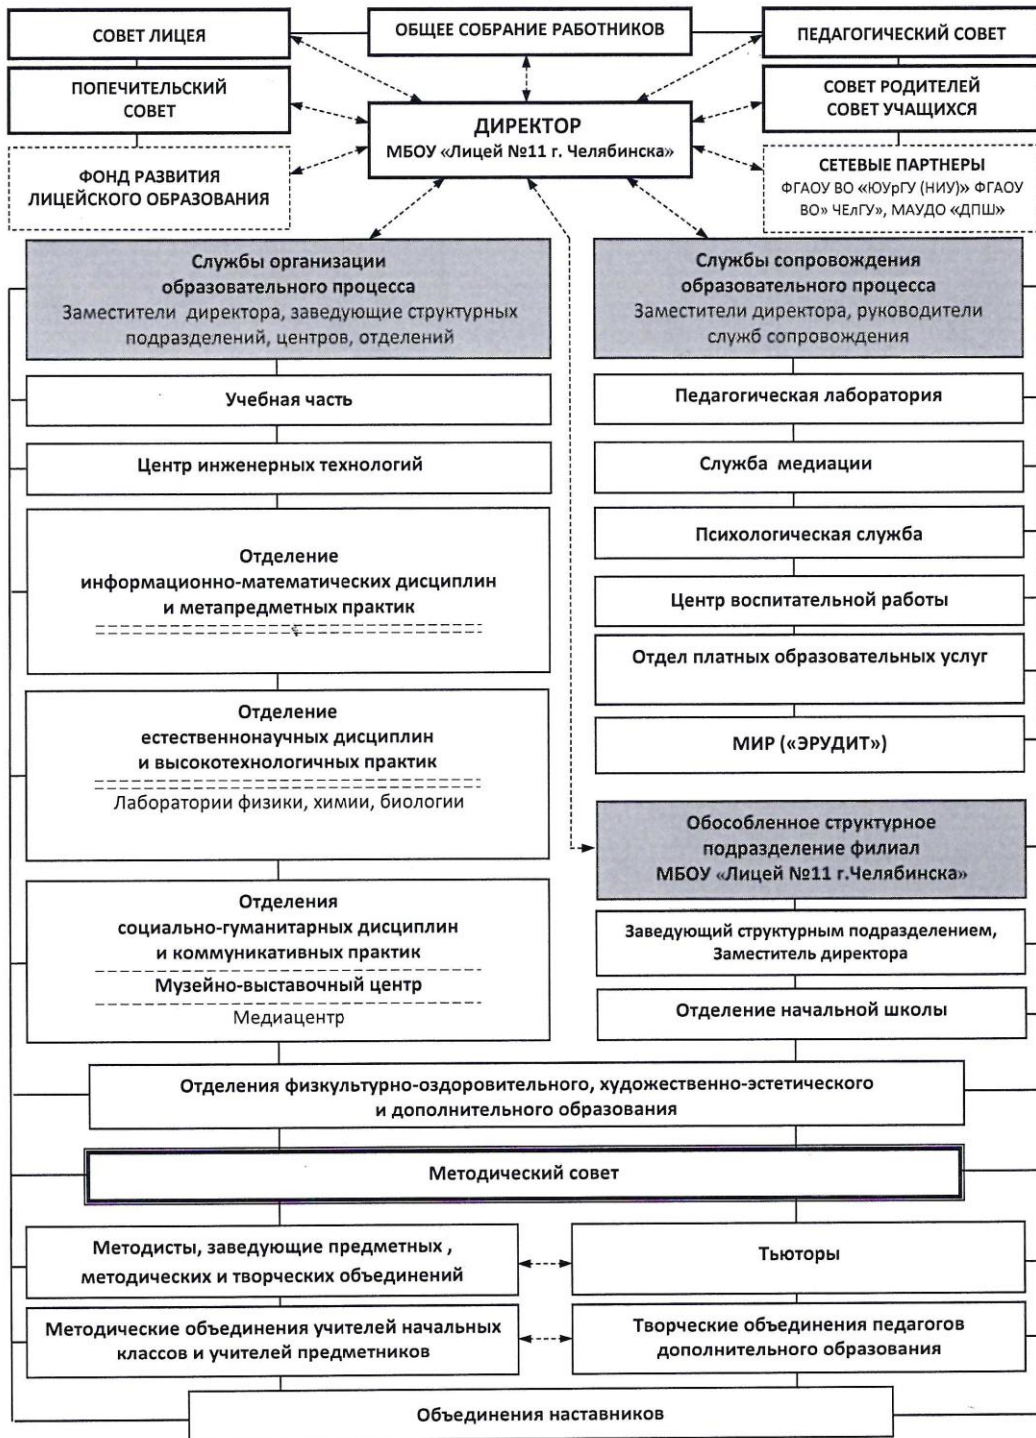 СОВЕТ ЛИЦЕЯ
ОБЩЕЕ СОБРАНИЕ РАБОТНИКОВ
ПЕДАГОГИЧЕСКИЙ СОВЕТ
ПОПЕЧИТЕЛЬСКИЙ
СОВЕТ
ДИРЕКТОР
МБОУ «Лицей №11 г. Челябинска»
СОВЕТ РОДИТЕЛЕЙ
СОВЕТ УЧАЩИХСЯ
ФОНД РАЗВИТИЯ
ЛИЦЕЙСКОГО ОБРАЗОВАНИЯ
СЕТЕВЫЕ ПАРТНЕРЫ
ФГАОУ ВО «ЮУрГУ (НИУ)» ФГАОУ
ВО» ЧЕлГУ», МАУДО «ДПШ»
Службы организации
образовательного процесса
Заместители директора, заведующие структурных
подразделений, центров, отделений
Учебная часть
Центр инженерных технологий
Отделение
информационно-математических дисциплин
и метапредметных практик
Отделение
естественнонаучных дисциплин
и высокотехнологичных практик
Лаборатории физики, химии, биологии
Отделения
социально-гуманитарных дисциплин
и коммуникативных практик
Музейно-выставочный центр
Медиацентр
Службы сопровождения
образовательного процесса
Заместители директора, руководители
служб сопровождения
Педагогическая лаборатория
Служба медиации
Психологическая служба
Центр воспитательной работы
Отдел платных образовательных услуг
МИР («ЭРУДИТ»)
Обособленное структурное
подразделение филиал
МБОУ «Лицей №11 г.Челябинска»
Заведующий структурным подразделением,
Заместитель директора
Отделение начальной школы
Отделения физкультурно-оздоровительного, художественно-эстетического
и дополнительного образования
Методический совет
Методисты, заведующие предметных ,
методических и творческих объединений
Тьюторы
Методические объединения учителей начальных
классов и учителей предметников
Творческие объединения педагогов
дополнительного образования
Объединения наставников